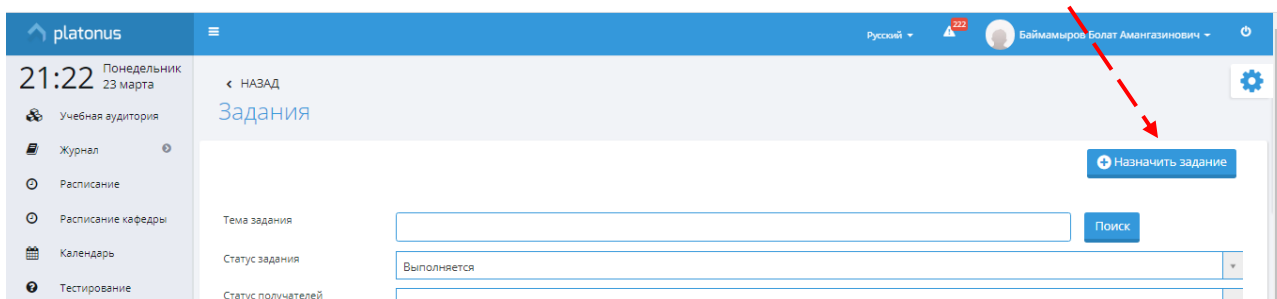 platonus
Русский
222
Баймамыров Болат Амангазинович
21:22 Понедельник
23 марта
НАЗАД
Задания
Учебная аудитория
Журнал
Расписание
Расписание кафедры
Календарь
Тестирование
Назначить задание
Тема задания
Поиск
Статус задания
Выполняется
Статус получателей